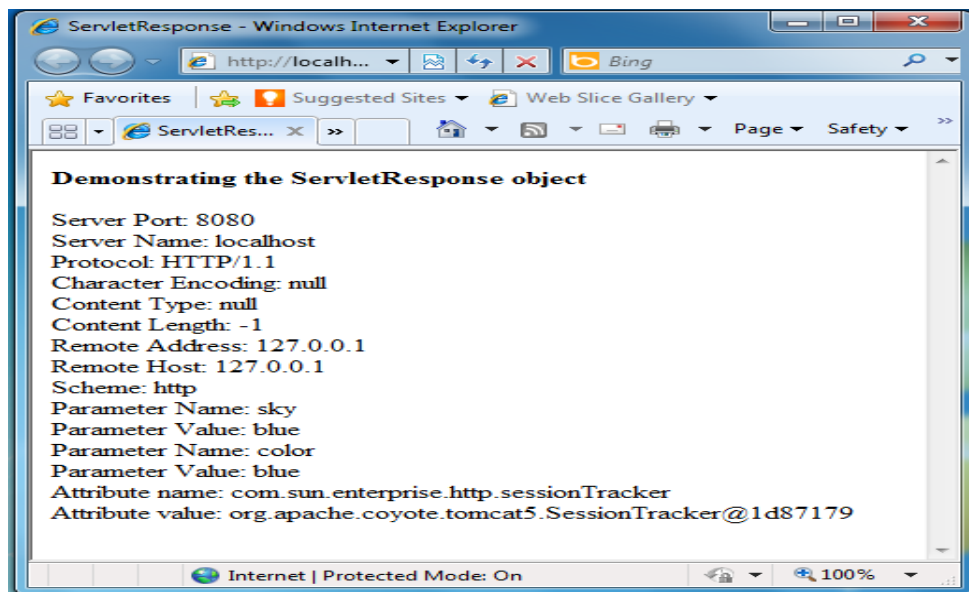 ServletResponse - Windows Internet Explorer
http://localh... Bing
Favorites Suggested Sites Web Slice Gallery
ServletRes... Page Safety
Demonstrating the ServletResponse object
Server Port: 8080
Server Name: localhost
Protocol: HTTP/1.1
Character Encoding: null
Content Type: null
Content Length: -1
Remote Address: 127.0.0.1
Remote Host: 127.0.0.1
Scheme: http
Parameter Name: sky
Parameter Value: blue
Parameter Name: color
Parameter Value: blue
Attribute name: com.sun.enterprise.http.sessionTracker
Attribute value: org.apache.coyote.tomcat5.SessionTracker@1d87179
Internet | Protected Mode: On 100%